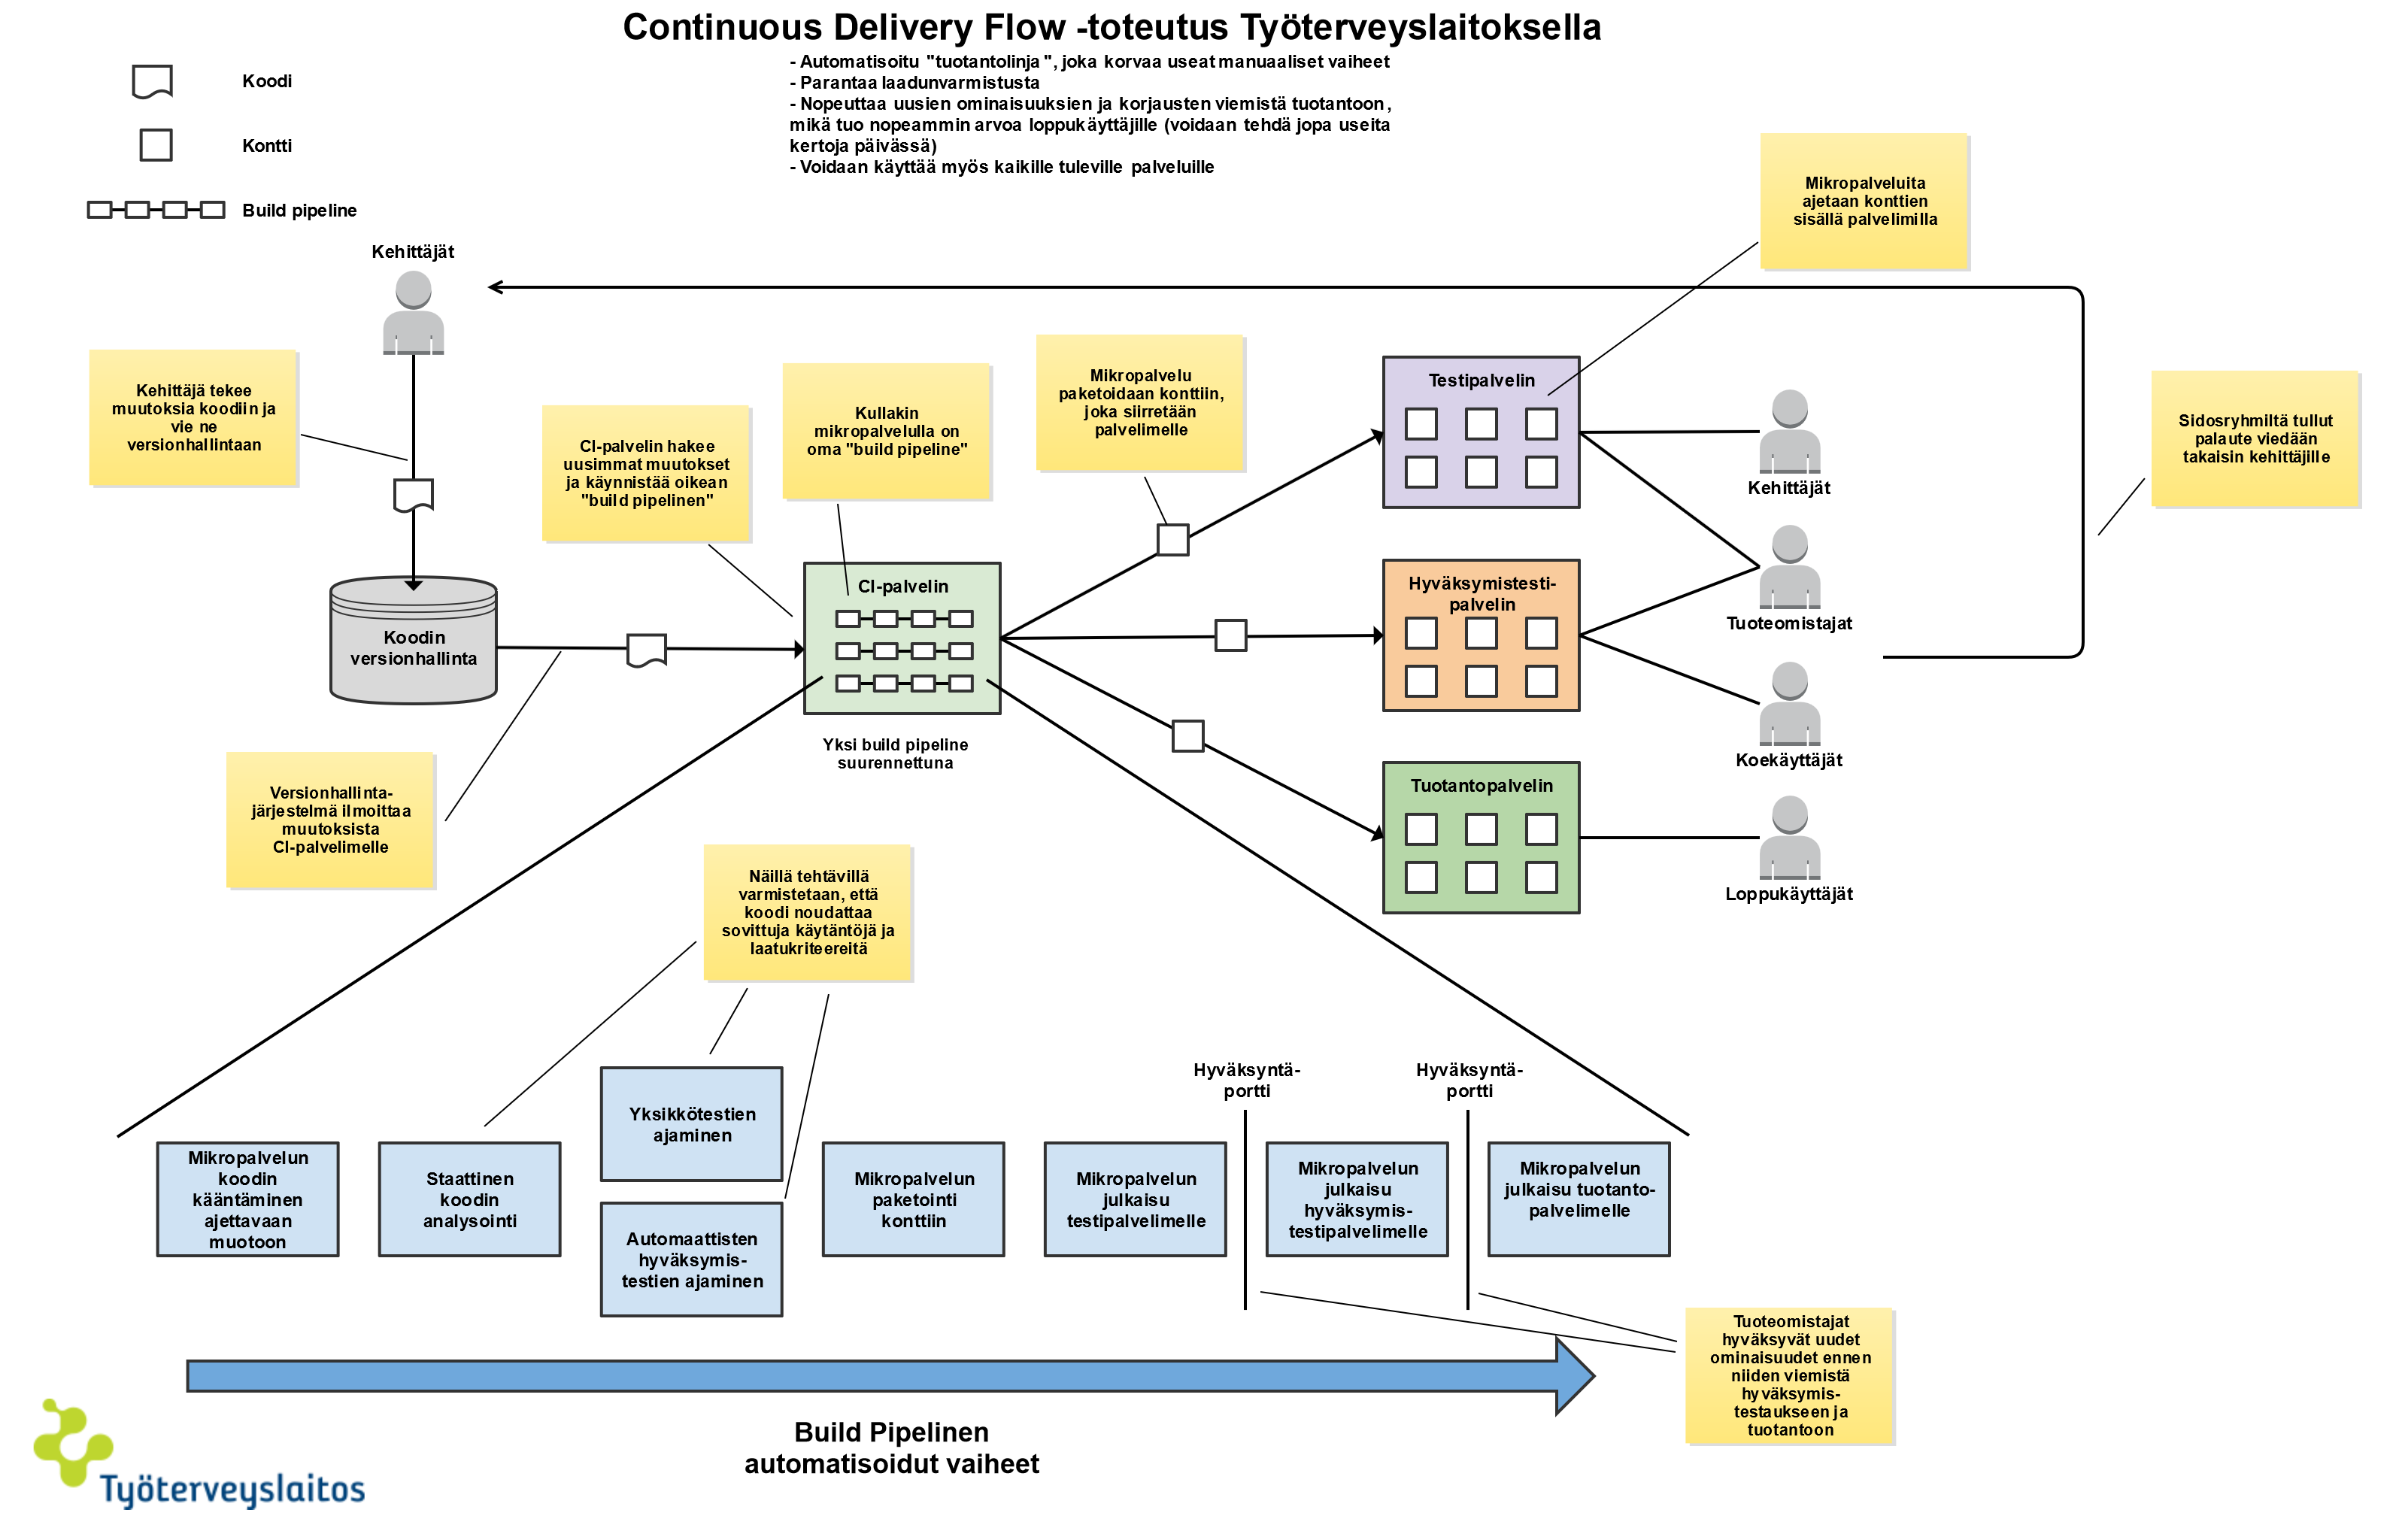 Continuous Delivery Flow -toteutus Työterveyslaitoksella
- Automatisoitu "tuotantolinja", joka korvaa useat manuaaliset vaiheet
- Parantaa laadunvarmistusta
- Nopeuttaa uusien ominaisuuksien ja korjausten viemistä tuotantoon,
mikä tuo nopeammin arvoa loppukäyttäjille (voidaan tehdä jopa useita
kertoja päivässä)
- Voidaan käyttää myös kaikille tuleville palveluille
Koodi
Kontti
Build pipeline
Kehittäjät
Mikropalveluita
ajetaan konttien
sisällä palvelimilla
Kehittäjä tekee
muutoksia koodiin ja
vie ne
versionhallintaan
CI-palvelin hakee
uusimmat muutokset
ja käynnistää oikean
"build pipelinen"
Kullakin
mikropalvelulla on
oma "build pipeline"
Mikropalvelu
paketoidaan konttiin,
joka siirretään
palvelimelle
Testipalvelin
Kehittäjät
Sidosryhmiltä tullut
palaute viedään
takaisin kehittäjille
Koodin
versionhallinta
CI-palvelin
Hyväksymistesti-
palvelin
Tuoteomistajat
Koekäyttäjät
Yksi build pipeline
suurennettuna
Tuotantopalvelin
Loppukäyttäjät
Versionhallinta-
järjestelmä ilmoittaa
muutoksista
CI-palvelimelle
Näillä tehtävillä
varmistetaan, että
koodi noudattaa
sovittuja käytäntöjä ja
laatukriteereitä
Hyväksyntä-
portti
Hyväksyntä-
portti
Mikropalvelun
koodin
kääntäminen
ajettavaan
muotoon
Staattinen
koodin
analysointi
Yksikkötestien
ajaminen
Automaattisten
hyväksymis-
testien ajaminen
Mikropalvelun
paketointi
konttiin
Mikropalvelun
julkaisu
testipalvelimelle
Mikropalvelun
julkaisu
hyväksymis-
testipalvelimelle
Mikropalvelun
julkaisu tuotanto-
palvelimelle
Tuoteomistajat
hyväksyvät uudet
ominaisuudet ennen
niiden viemistä
hyväksymis-
testaukseen ja
tuotantoon
Build Pipelinen
automatisoidut vaiheet
Työterveyslaitos